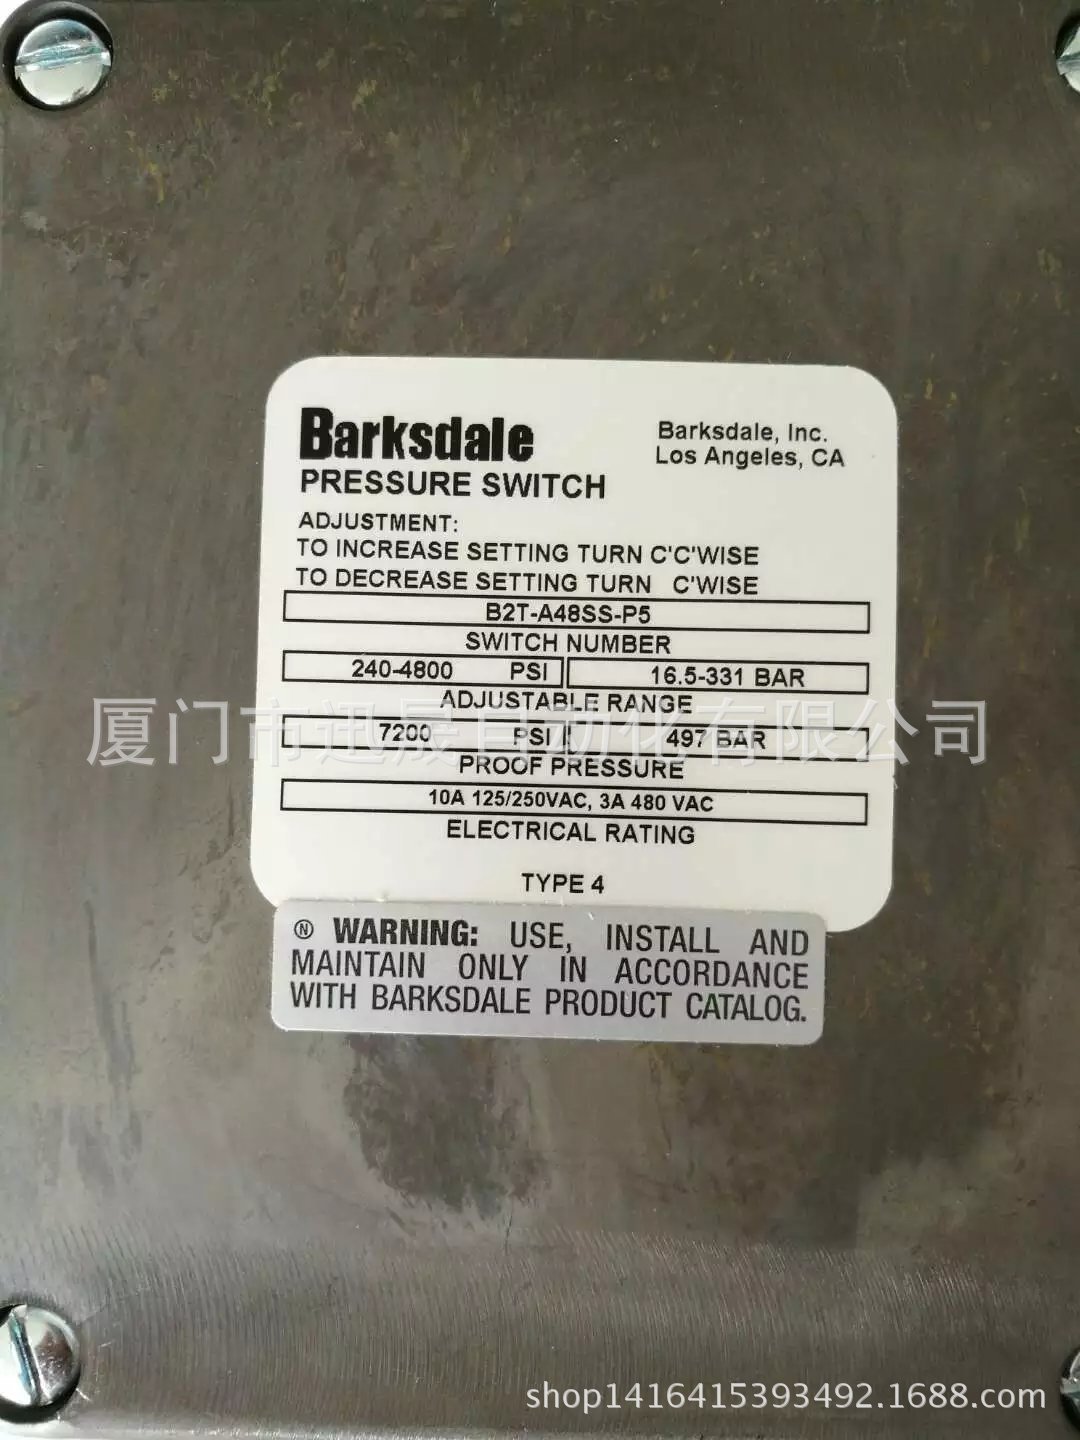 Barksdale
Barksdale, Inc.
Los Angeles, CA
PRESSURE SWITCH
ADJUSTMENT:
TO INCREASE SETTING TURN C'C'WISE
TO DECREASE SETTING TURN C'WISE
B2T-A48SS-P5
SWITCH NUMBER
240-4800 PSI 16.5-331 BAR
ADJUSTABLE RANGE
厦门市迅晟自动化有限公司
7200 PSI 497 BAR
PROOF PRESSURE
10A 125/250VAC, 3A 480 VAC
ELECTRICAL RATING
TYPE 4
Ⓝ WARNING: USE, INSTALL AND
MAINTAIN ONLY IN ACCORDANCE
WITH BARKSDALE PRODUCT CATALOG.
shop1416415393492.1688.com